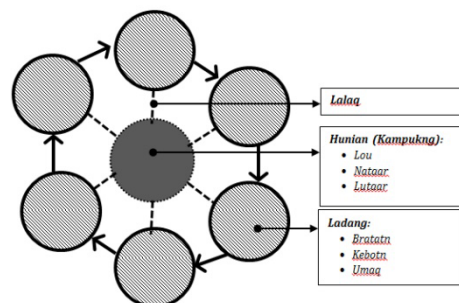 Lalaq
Hunian (Kampukng):
• Lou
• Nataar
• Lutaar
Ladang:
• Bratatn
• Kebotn
• Umaq